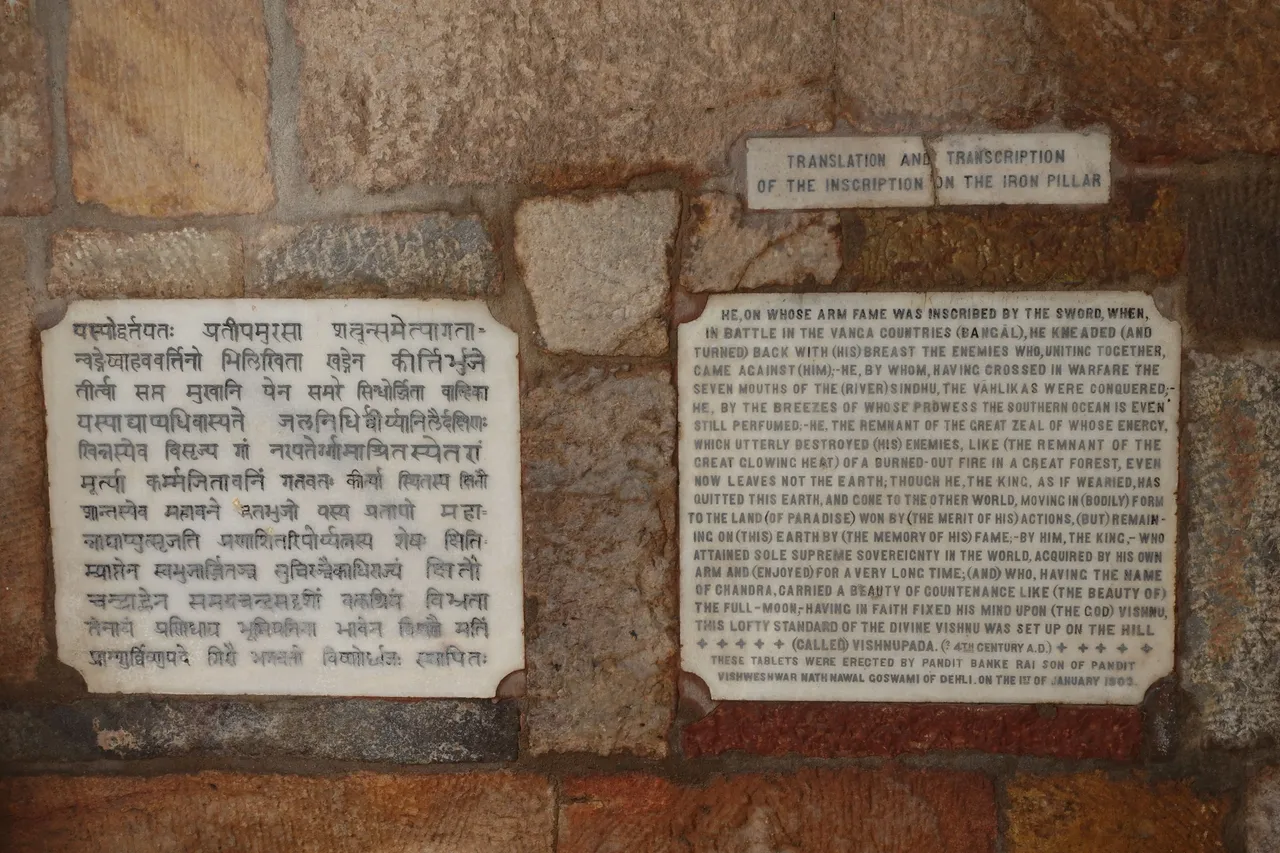 TRANSLATION AND TRANSCRIPTION
OF THE INSCRIPTION ON THE IRON PILLAR
यस्योद्वर्तयतः प्रतीपमुरसा शत्रून्समेत्यागता=
न्वङ्गेष्वाहववर्तिनो भिलिखिता खड्गेन कीर्त्तिर्भुजे
तीर्त्वा सप्त मुखानि येन समरे सिन्धोर्ज्जिता वाल्हिका
यस्याद्याप्यधिवास्यते जलनिधिर्व्वीर्य्यानिलैर्दक्षिणः
खिन्नस्येव विसृज्य गां नरपतेर्ग्गामाश्रितस्येतरां
मूर्त्या कर्म्मजितावनिं गतवतः कीर्त्या स्थितस्य क्षितौ
शान्तस्येव महावने हुतभुजो यस्य प्रतापो महा=
न्नाद्याप्युत्सृजति प्रणाशितरिपोर्य्यत्नस्य शेषः क्षिति
प्राप्तेन स्वभुजार्ज्जितञ्च सुचिरञ्चैकाधिराज्यं क्षितौ
चन्द्राह्वेन समग्रचन्द्रसदृशीं वक्त्रश्रियं बिभ्रता
तेनायं प्रणिधाय भूमिपतिना भावेन विष्णौ मतिं
प्रान्शुर्विष्णुपदे गिरौ भगवतो विष्णोर्ध्वजः स्थापितः
HE, ON WHOSE ARM FAME WAS INSCRIBED BY THE SWORD, WHEN,
IN BATTLE IN THE VANGA COUNTRIES (BANGĀL), HE KNEADED (AND
TURNED) BACK WITH (HIS) BREAST THE ENEMIES WHO, UNITING TOGETHER,
CAME AGAINST (HIM);-HE, BY WHOM, HAVING CROSSED IN WARFARE THE
SEVEN MOUTHS OF THE (RIVER) SINDHU, THE VĀHLIKAS WERE CONQUERED;-
HE, BY THE BREEZES OF WHOSE PROWESS THE SOUTHERN OCEAN IS EVEN
STILL PERFUMED;-HE, THE REMNANT OF THE GREAT ZEAL OF WHOSE ENERGY,
WHICH UTTERLY DESTROYED (HIS) ENEMIES, LIKE (THE REMNANT OF THE
GREAT GLOWING HEAT) OF A BURNED-OUT FIRE IN A GREAT FOREST, EVEN
NOW LEAVES NOT THE EARTH; THOUGH HE, THE KING, AS IF WEARIED, HAS
QUITTED THIS EARTH, AND GONE TO THE OTHER WORLD, MOVING IN (BODILY) FORM
TO THE LAND (OF PARADISE) WON BY (THE MERIT OF HIS) ACTIONS, (BUT) REMAIN-
ING ON (THIS) EARTH BY (THE MEMORY OF HIS) FAME;-BY HIM, THE KING,- WHO
ATTAINED SOLE SUPREME SOVEREIGNTY IN THE WORLD, ACQUIRED BY HIS OWN
ARM AND (ENJOYED) FOR A VERY LONG TIME; (AND) WHO, HAVING THE NAME
OF CHANDRA, CARRIED A BEAUTY OF COUNTENANCE LIKE (THE BEAUTY OF)
THE FULL-MOON;-HAVING IN FAITH FIXED HIS MIND UPON (THE GOD) VISHNU,
THIS LOFTY STANDARD OF THE DIVINE VISHNU WAS SET UP ON THE HILL
(CALLED) VISHNUPADA. (? 4TH CENTURY A.D.)
THESE TABLETS WERE ERECTED BY PANDIT BANKE RAI SON OF PANDIT
VISHWESHWAR NATH NAWAL GOSWAMI OF DEHLI. ON THE 1ST OF JANUARY 1903.